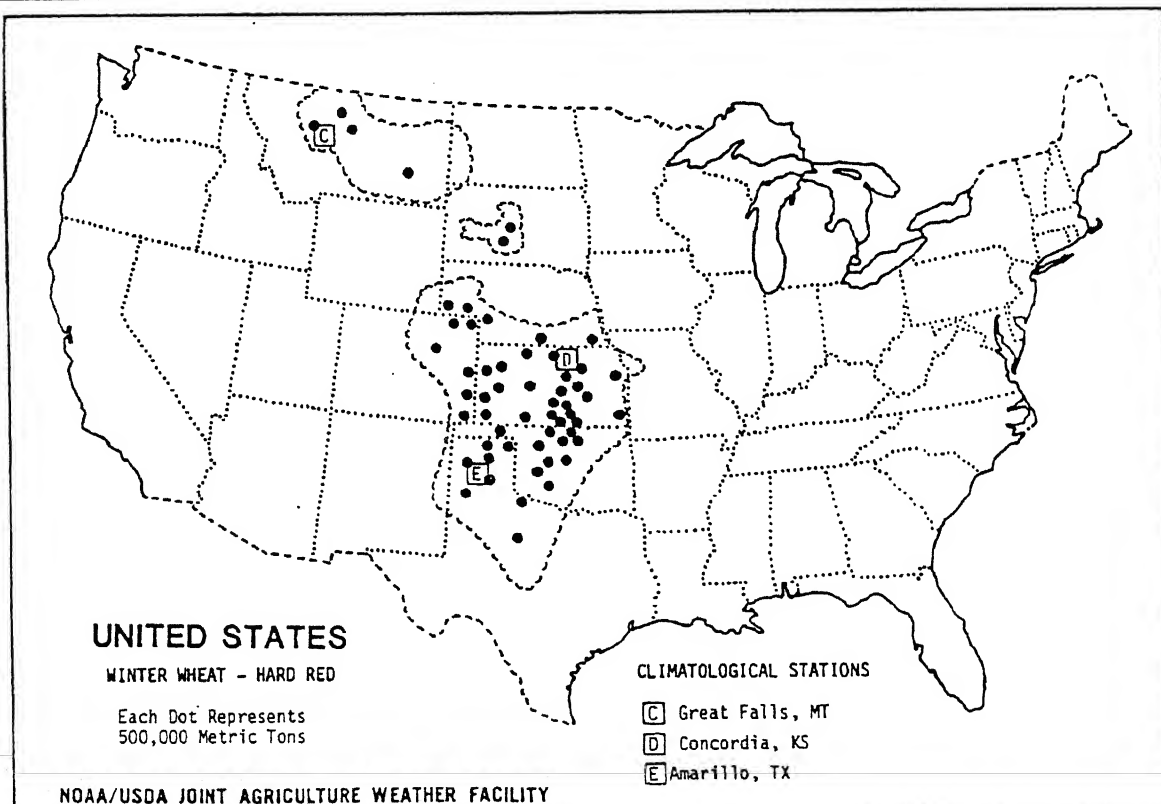 C
D
E
UNITED STATES
WINTER WHEAT - HARD RED
Each Dot Represents
500,000 Metric Tons
CLIMATOLOGICAL STATIONS
C Great Falls, MT
D Concordia, KS
E Amarillo, TX
NOAA/USDA JOINT AGRICULTURE WEATHER FACILITY